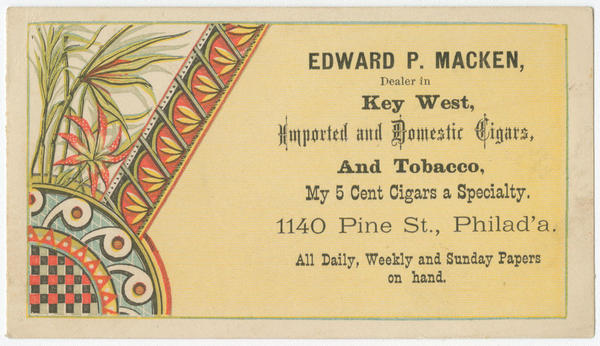 EDWARD P. MACKEN,
Dealer in
Key West,
Imported and Domestic Cigars,
And Tobacco,
My 5 Cent Cigars a Specialty.
1140 Pine St., Philad'a.
All Daily, Weekly and Sunday Papers
on hand.